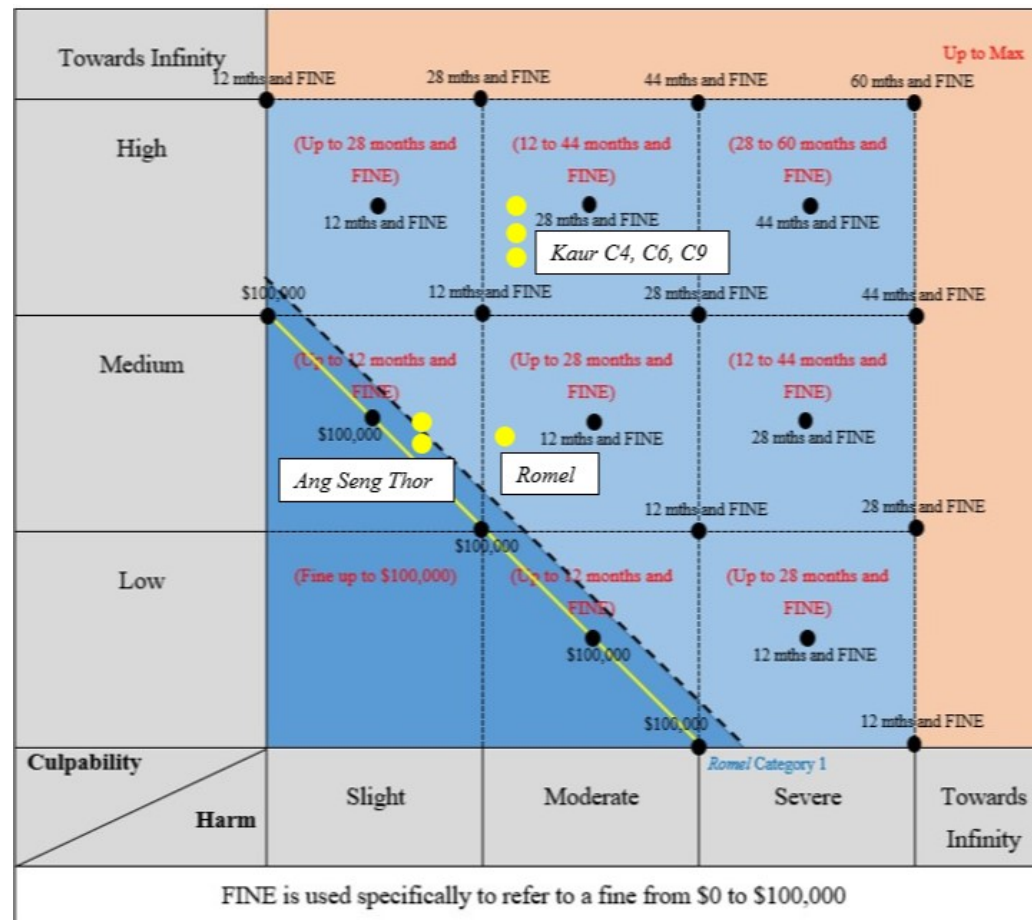 Towards Infinity
Up to Max
12 mths and FINE
28 mths and FINE
44 mths and FINE
60 mths and FINE
High
(Up to 28 months and
FINE)
12 mths and FINE
(12 to 44 months and
FINE)
28 mths and FINE
Kaur C4, C6, C9
(28 to 60 months and
FINE)
44 mths and FINE
$100,000
12 mths and FINE
28 mths and FINE
44 mths and FINE
Medium
(Up to 12 months and
FINE)
$100,000
Ang Seng Thor
(Up to 28 months and
FINE)
12 mths and FINE
Romel
(12 to 44 months and
FINE)
28 mths and FINE
$100,000
12 mths and FINE
28 mths and FINE
Low
(Fine up to $100,000)
(Up to 12 months and
FINE)
$100,000
(Up to 28 months and
FINE)
12 mths and FINE
$100,000
12 mths and FINE
Romel Category 1
Culpability
Harm
Slight
Moderate
Severe
Towards
Infinity
FINE is used specifically to refer to a fine from $0 to $100,000